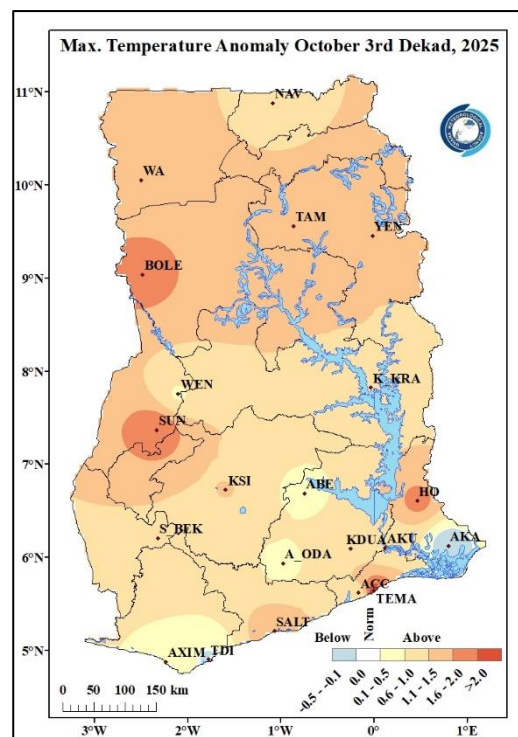 Max. Temperature Anomaly October 3rd Dekad, 2025
11°N
NAV
WA
10°N
TAM
YEN
BOLE
9°N
8°N
WEN
K_KRA
SUN
7°N
KSI
ABE
HO
S_BEK
KDUA
AKU
AKA
6°N
A_ODA
ACC
TEMA
SALT
5°N
AXIM
TDI
Below
Norm
Above
-0.5 - -0.1
0.0
0.1 - 0.5
0.6 - 1.0
1.1 - 1.5
1.6 - 2.0
>2.0
0 50 100 150
km
3°W 2°W 1°W 0° 1°E